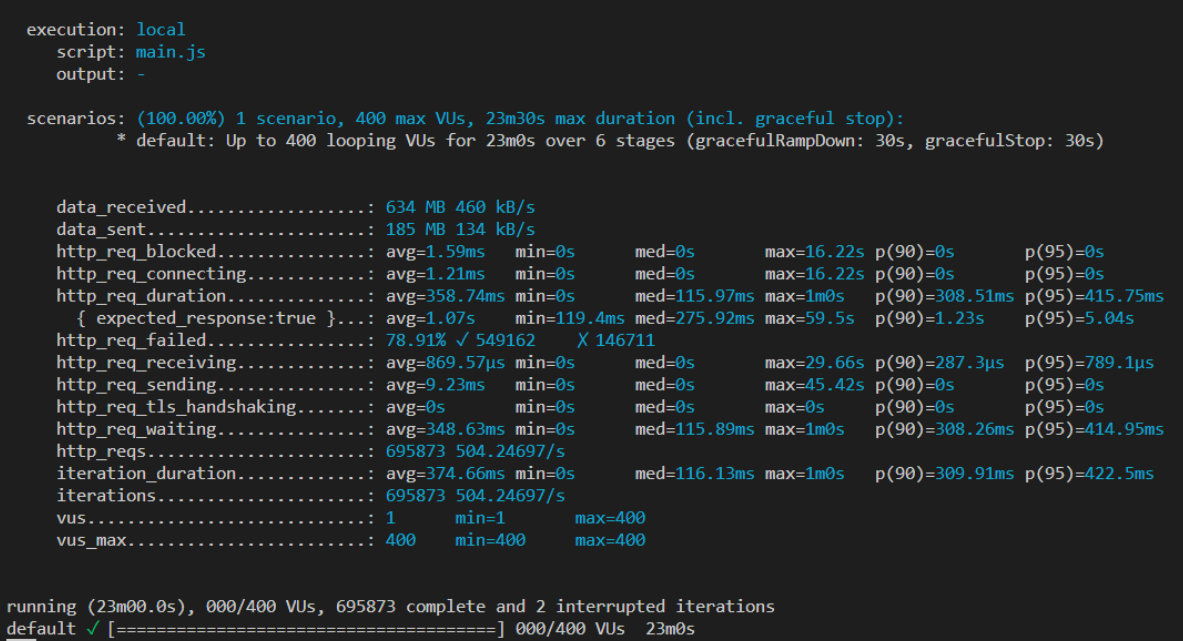 execution: local
script: main.js
output: -
scenarios: (100.00%) 1 scenario, 400 max VUs, 23m30s max duration (incl. graceful stop):
* default: Up to 400 looping VUs for 23m0s over 6 stages (gracefulRampDown: 30s, gracefulStop: 30s)
data_received..................: 634 MB 460 kB/s
data_sent......................: 185 MB 134 kB/s
http_req_blocked...............: avg=1.59ms min=0s med=0s max=16.22s p(90)=0s p(95)=0s
http_req_connecting............: avg=1.21ms min=0s med=0s max=16.22s p(90)=0s p(95)=0s
http_req_duration..............: avg=358.74ms min=0s med=115.97ms max=1m0s p(90)=308.51ms p(95)=415.75ms
{ expected_response:true }...: avg=1.07s min=119.4ms med=275.92ms max=59.5s p(90)=1.23s p(95)=5.04s
http_req_failed................: 78.91% ✓ 549162 ✗ 146711
http_req_receiving.............: avg=869.57µs min=0s med=0s max=29.66s p(90)=287.3µs p(95)=789.1µs
http_req_sending...............: avg=9.23ms min=0s med=0s max=45.42s p(90)=0s p(95)=0s
http_req_tls_handshaking.......: avg=0s min=0s med=0s max=0s p(90)=0s p(95)=0s
http_req_waiting...............: avg=348.63ms min=0s med=115.89ms max=1m0s p(90)=308.26ms p(95)=414.95ms
http_reqs......................: 695873 504.24697/s
iteration_duration.............: avg=374.66ms min=0s med=116.13ms max=1m0s p(90)=309.91ms p(95)=422.5ms
iterations.....................: 695873 504.24697/s
vus............................: 1 min=1 max=400
vus_max........................: 400 min=400 max=400
running (23m00.0s), 000/400 VUs, 695873 complete and 2 interrupted iterations
default ✓ [======================================] 000/400 VUs 23m0s